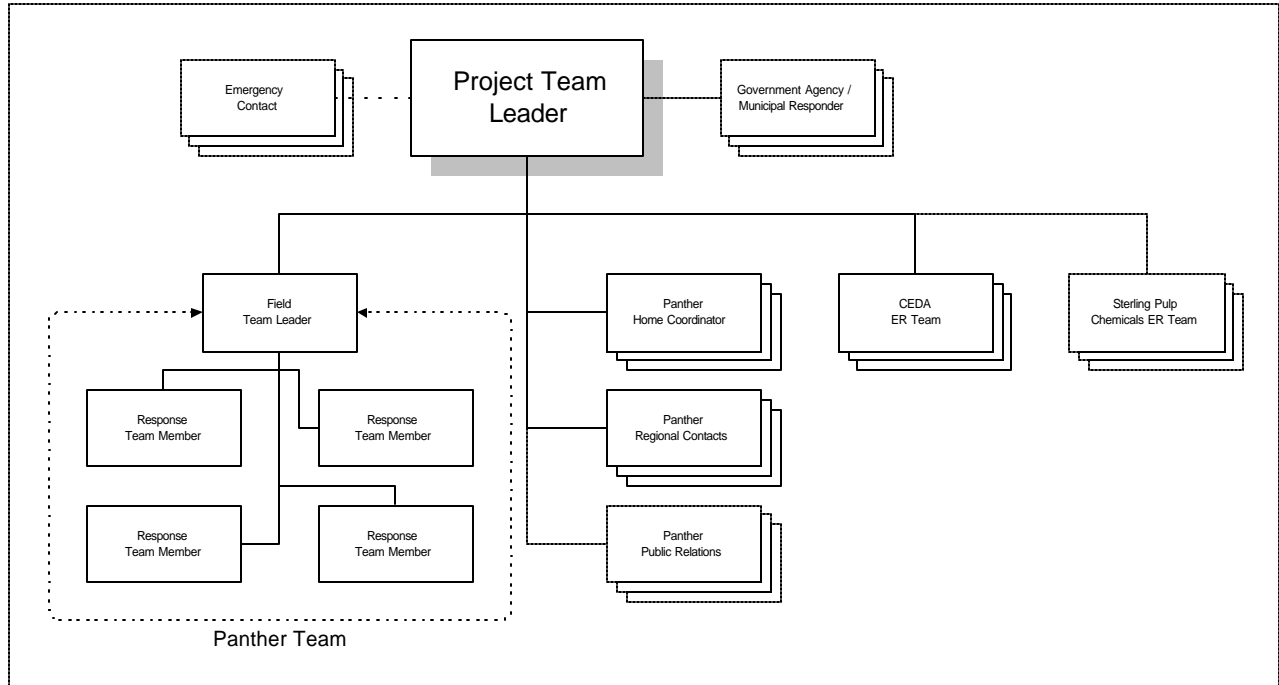 Emergency
Contact
Project Team
Leader
Government Agency /
Municipal Responder
Field
Team Leader
Panther
Home Coordinator
CEDA
ER Team
Sterling Pulp
Chemicals ER Team
Response
Team Member
Response
Team Member
Panther
Regional Contacts
Response
Team Member
Response
Team Member
Panther
Public Relations
Panther Team